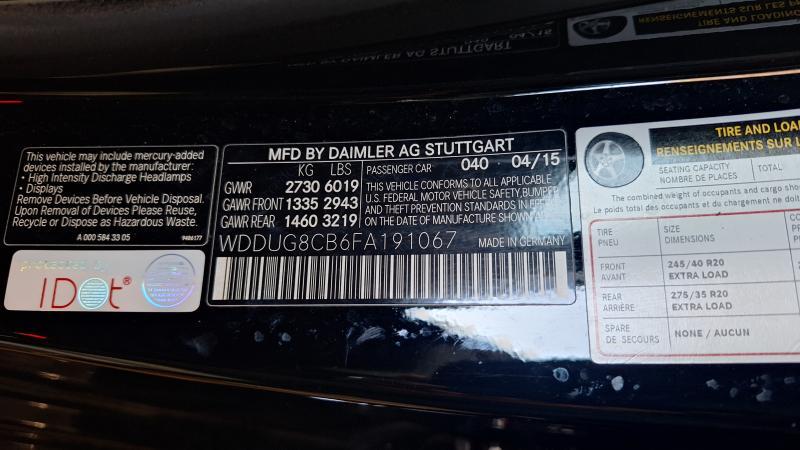 This vehicle may include mercury-added
devices installed by the manufacturer:
• High Intensity Discharge Headlamps
• Displays
Remove Devices Before Vehicle Disposal.
Upon Removal of Devices Please Reuse,
Recycle or Dispose as Hazardous Waste.
A 000 584 33 05
protected by
IDot®
MFD BY DAIMLER AG STUTTGART
KG LBS PASSENGER CAR 040 04/15
GVWR 2730 6019
GAWR FRONT 1335 2943
GAWR REAR 1460 3219
THIS VEHICLE CONFORMS TO ALL APPLICABLE
U.S. FEDERAL MOTOR VEHICLE SAFETY, BUMPER
AND THEFT PREVENTION STANDARDS IN EFFECT
ON THE DATE OF MANUFACTURE SHOWN
WDDUG8CB6FA191067 MADE IN GERMANY
TIRE AND LOA
RENSEIGNEMENTS SUR L
SEATING CAPACITY
NOMBRE DE PLACES
TOTAL
The combined weight of occupants and cargo sho
Le poids total des occupants et du chargement ne do
TIRE
PNEU
SIZE
DIMENSIONS
FRONT
AVANT
245/40 R20
EXTRA LOAD
REAR
ARRIÈRE
275/35 R20
EXTRA LOAD
SPARE
DE SECOURS
NONE / AUCUN